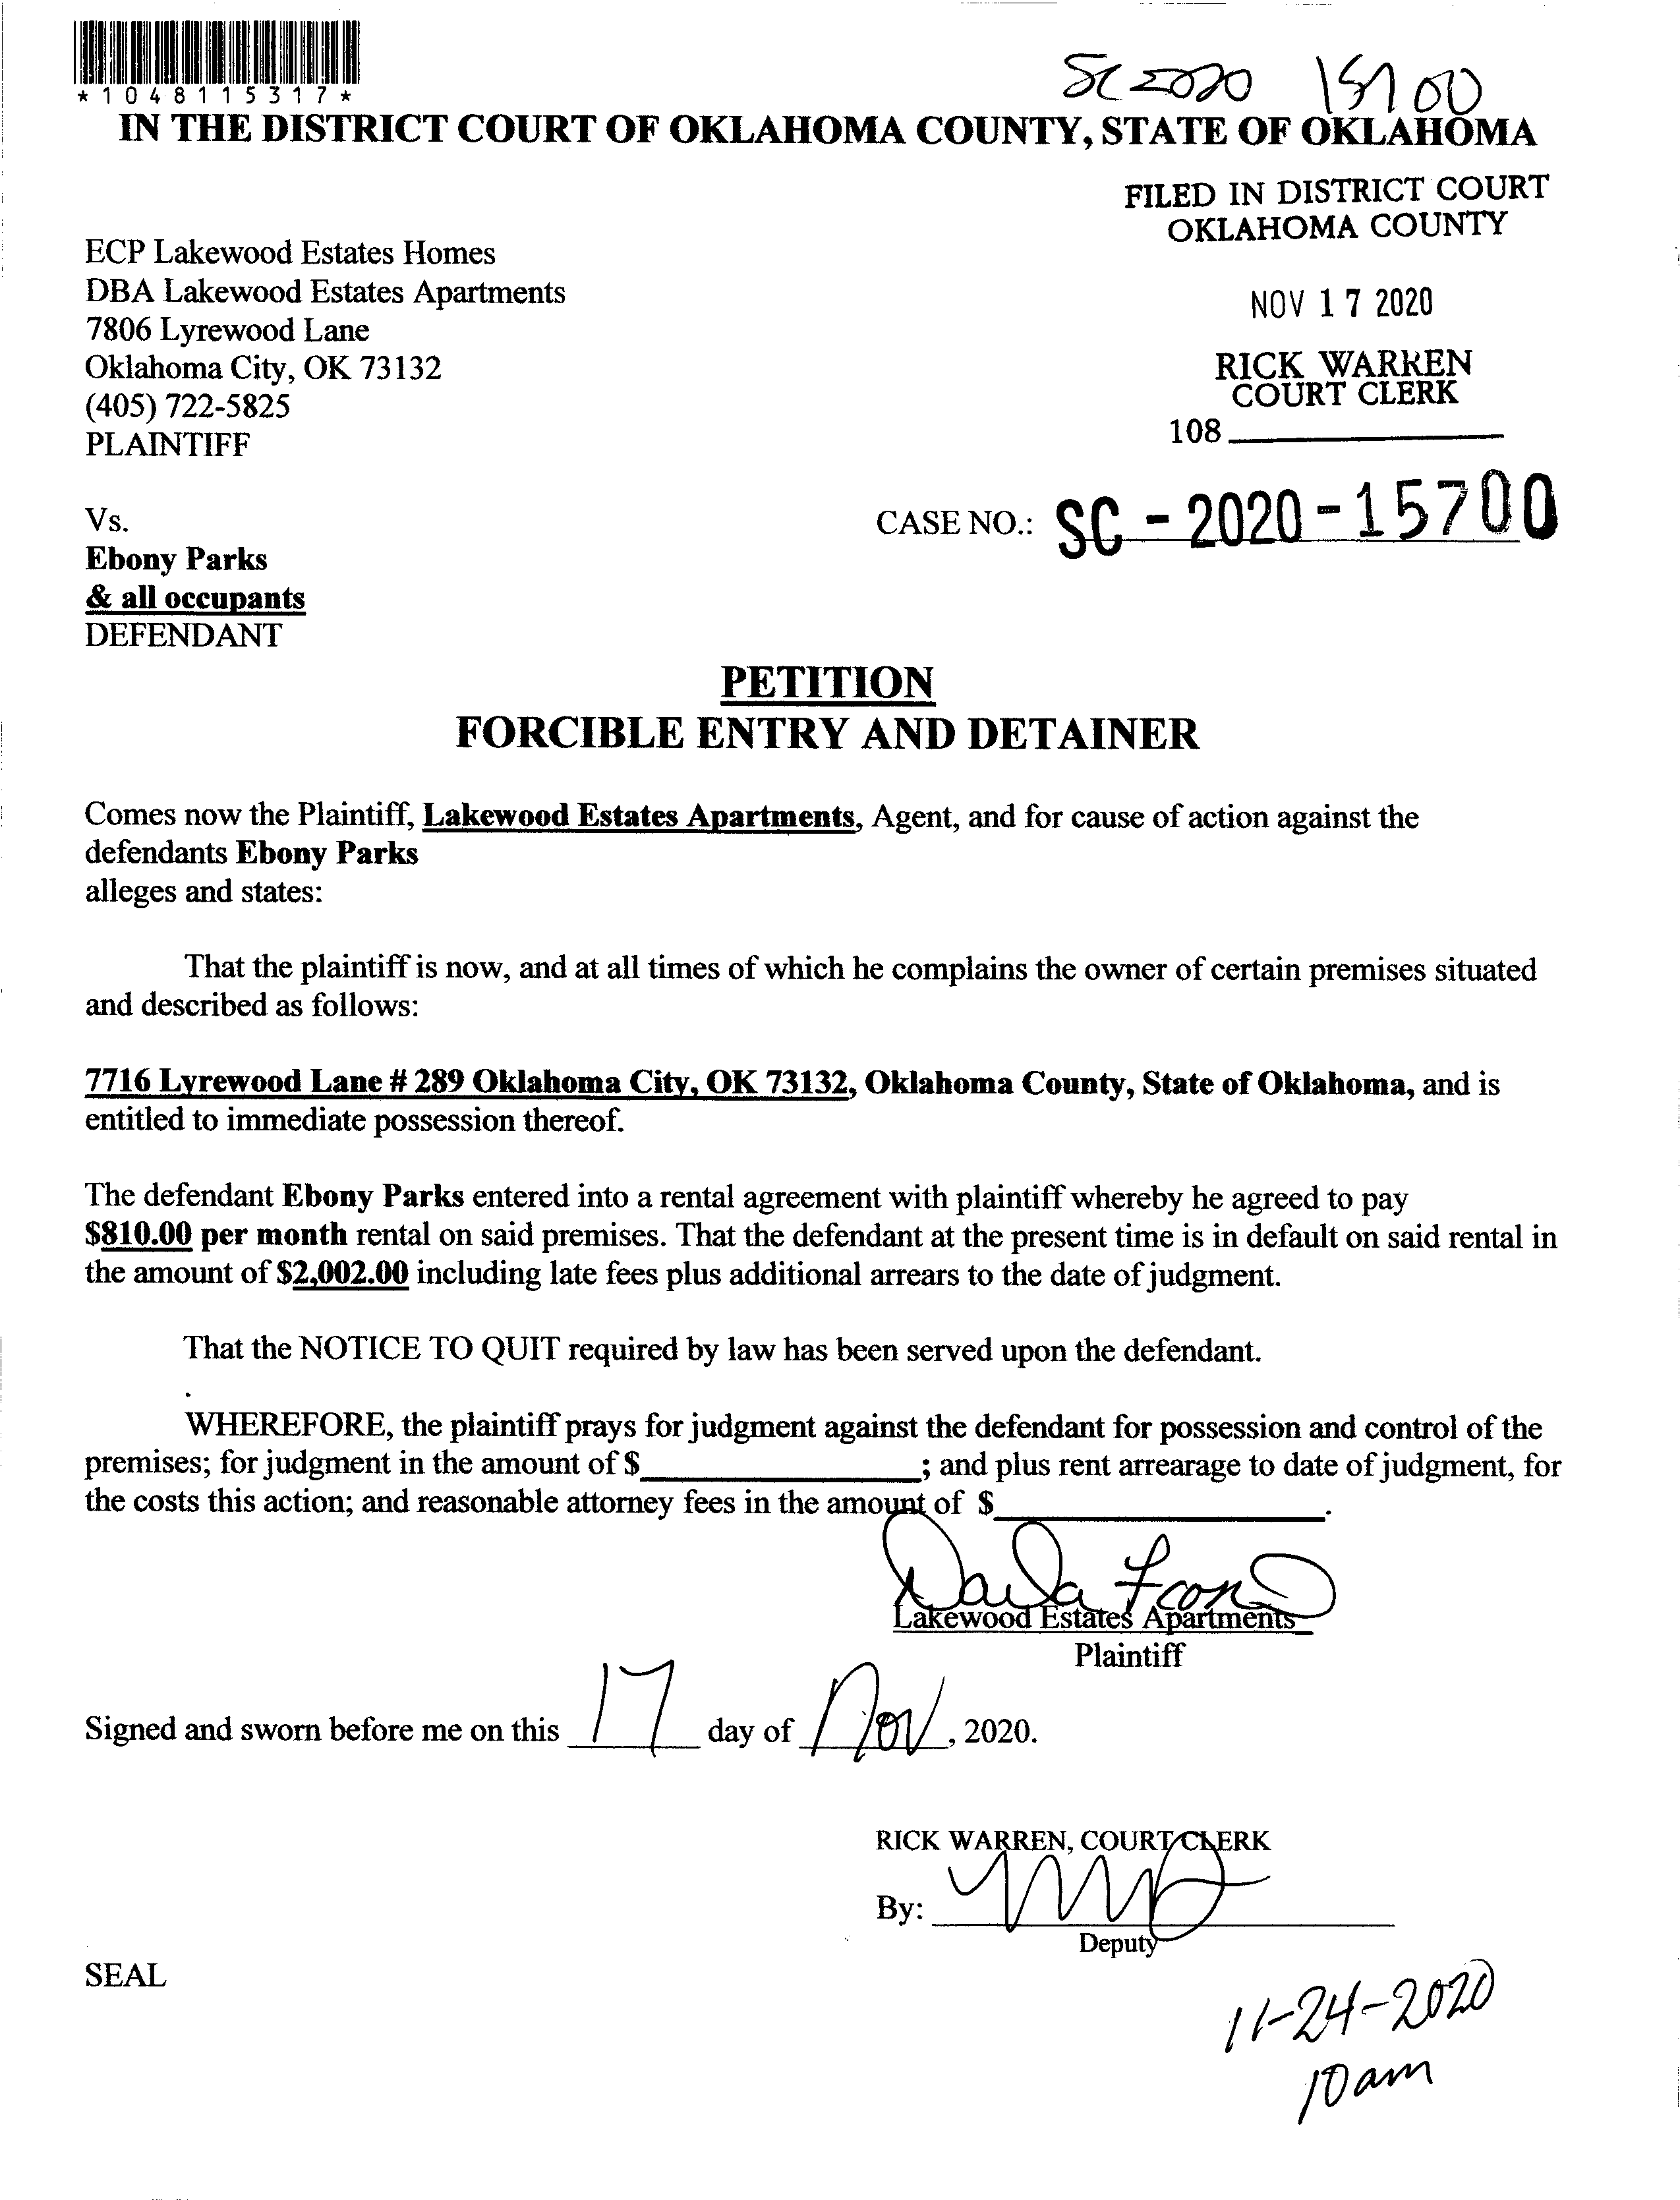 *1048115317*
SC 2020 15700
IN THE DISTRICT COURT OF OKLAHOMA COUNTY, STATE OF OKLAHOMA
FILED IN DISTRICT COURT
OKLAHOMA COUNTY
ECP Lakewood Estates Homes
DBA Lakewood Estates Apartments
7806 Lyrewood Lane
Oklahoma City, OK 73132
(405) 722-5825
PLAINTIFF
NOV 17 2020
RICK WARREN
COURT CLERK
108
Vs.
Ebony Parks
& all occupants
DEFENDANT
CASE NO.: SC-2020-15700
PETITION
FORCIBLE ENTRY AND DETAINER
Comes now the Plaintiff, Lakewood Estates Apartments, Agent, and for cause of action against the
defendants Ebony Parks
alleges and states:
That the plaintiff is now, and at all times of which he complains the owner of certain premises situated
and described as follows:
7716 Lyrewood Lane # 289 Oklahoma City, OK 73132, Oklahoma County, State of Oklahoma, and is
entitled to immediate possession thereof.
The defendant Ebony Parks entered into a rental agreement with plaintiff whereby he agreed to pay
$810.00 per month rental on said premises. That the defendant at the present time is in default on said rental in
the amount of $2,002.00 including late fees plus additional arrears to the date of judgment.
That the NOTICE TO QUIT required by law has been served upon the defendant.
WHEREFORE, the plaintiff prays for judgment against the defendant for possession and control of the
premises; for judgment in the amount of $____________; and plus rent arrearage to date of judgment, for
the costs this action; and reasonable attorney fees in the amount of $____________.
Lakewood Estates Apartments
Plaintiff
Signed and sworn before me on this 17 day of Nov, 2020.
RICK WARREN, COURT CLERK
By:
Deputy
SEAL
11-24-2020
10am